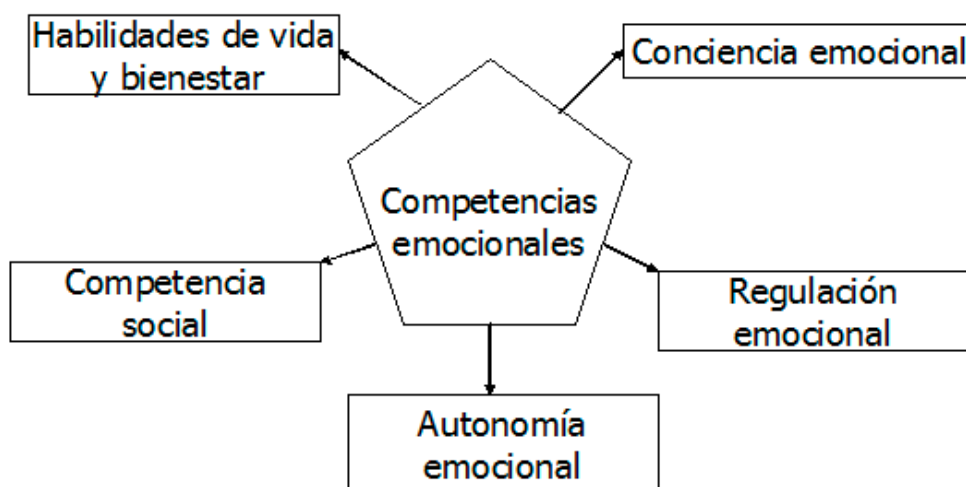 Habilidades de vida
y bienestar
Conciencia emocional
Competencias
emocionales
Competencia
social
Regulación
emocional
Autonomía
emocional